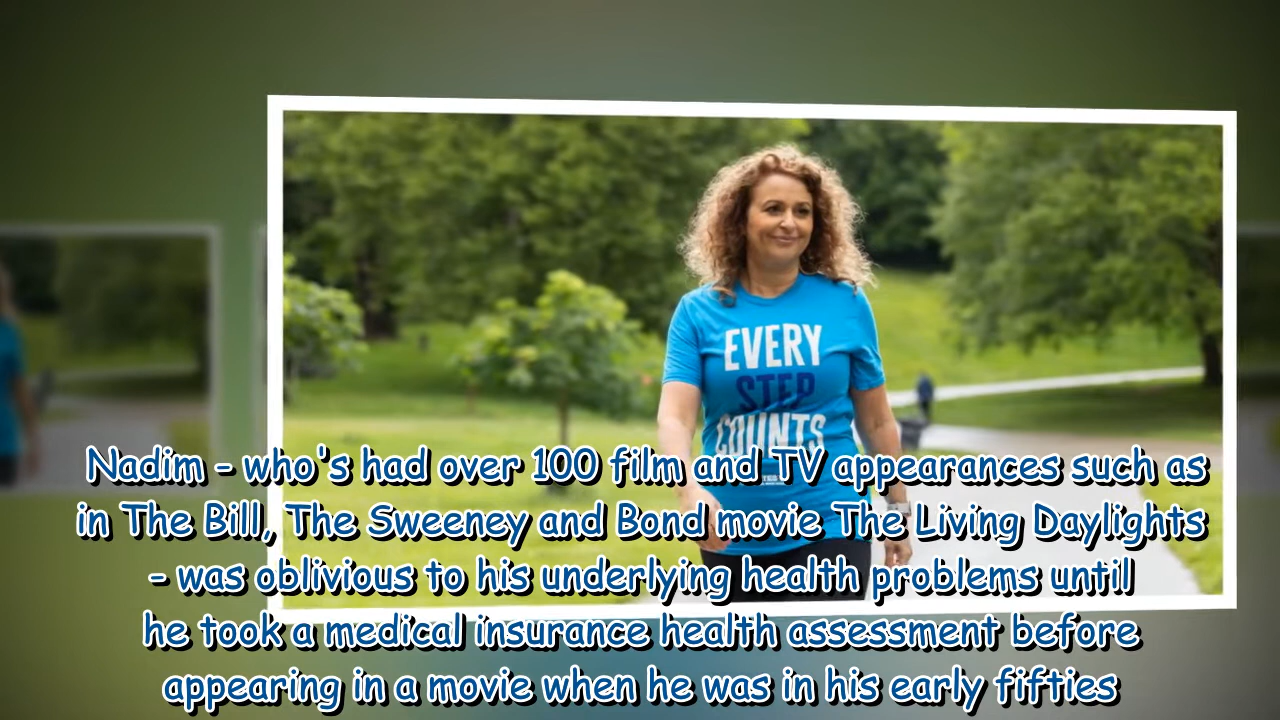 EVERY
STEP
COUNTS
Nadim - who's had over 100 film and TV appearances such as
in The Bill, The Sweeney and Bond movie The Living Daylights
- was oblivious to his underlying health problems until
he took a medical insurance health assessment before
appearing in a movie when he was in his early fifties